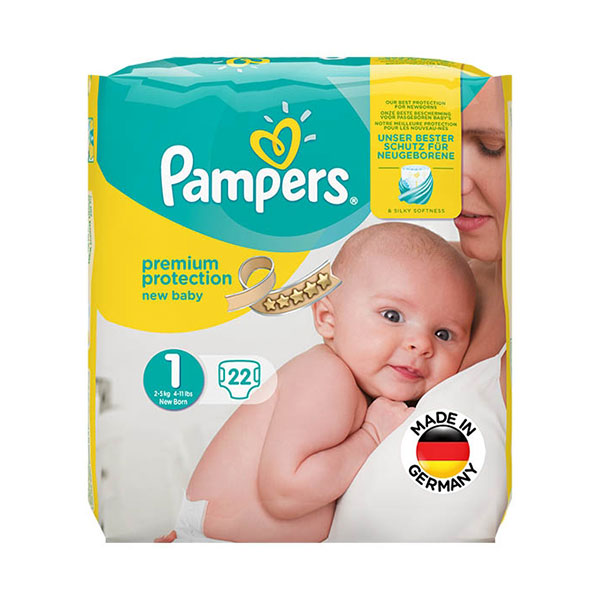 OUR BEST PROTECTION
FOR NEWBORNS
ONZE BESTE BESCHERMING
VOOR PASGEBOREN BABY'S
NOTRE MEILLEURE PROTECTION
POUR LES NOUVEAU-NÉS
UNSER BESTER
SCHUTZ FÜR
NEUGEBORENE
& SILKY SOFTNESS
Pampers®
premium
protection
new baby
1
2-5 kg 4-11 lbs
New Born
22
MADE IN
GERMANY